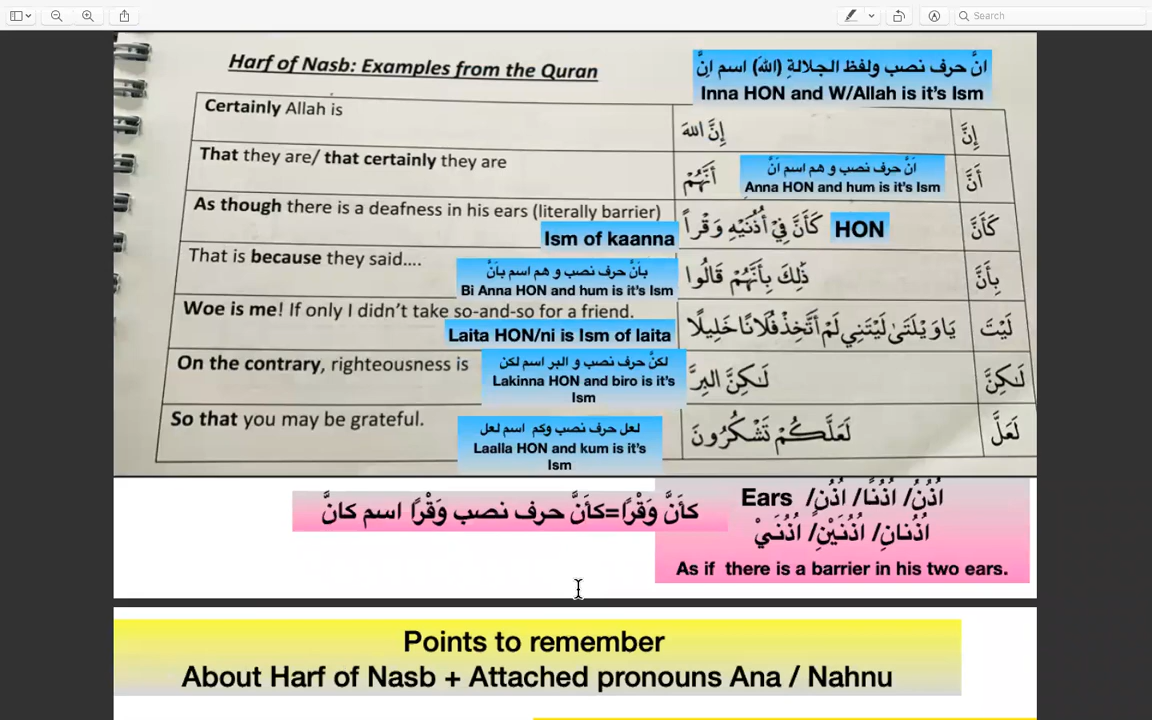 Search
Harf of Nasb: Examples from the Quran
انَّ حرف نصب ولفظ الجلالةِ (اللهَ) اسم اِنَّ
Inna HON and W/Allah is it's Ism
Certainly Allah is
إِنَّ اللهَ
إِنَّ
That they are/ that certainly they are
أَنَّهُمْ
انَّ حرف نصب و هم اسم انَّ
Anna HON and hum is it's Ism
أَنَّ
As though there is a deafness in his ears (literally barrier)
Ism of kaanna
كَأَنَّ فِيْ أُذُنَيْهِ وَقْراً
HON
كَأَنَّ
That is because they said....
بأنَّ حرف نصب و هم اسم بأنَّ
Bi Anna HON and hum is it's Ism
ذَٰلِكَ بِأَنَّهُمْ قَالُوا
بِأَنَّ
Woe is me! If only I didn't take so-and-so for a friend.
Laita HON/ni is Ism of laita
يَاوَيْلَتَىٰ لَيْتَنِي لَمْ أَتَّخِذْ فُلَانًا خَلِيلًا
لَيْتَ
On the contrary, righteousness is
لكنَّ حرف نصب و البر اسم لكن
Lakinna HON and biro is it's
Ism
لَٰكِنَّ البِرَّ
لَٰكِنَّ
So that you may be grateful.
لعل حرف نصب وكم اسم لعل
Laalla HON and kum is it's
Ism
لَعَلَّكُمْ تَشْكُرُونَ
لَعَلَّ
كأَنَّ وَقْرًا=كأَنَّ حرف نصب وَقْرًا اسم كانَّ
Ears اُذُنٌ/ اُذُنًا/ اُذُنٍ/
اُذُنانِ/ اُذُنَيْنِ/ اُذُنَيْ
As if there is a barrier in his two ears.
Points to remember
About Harf of Nasb + Attached pronouns Ana / Nahnu